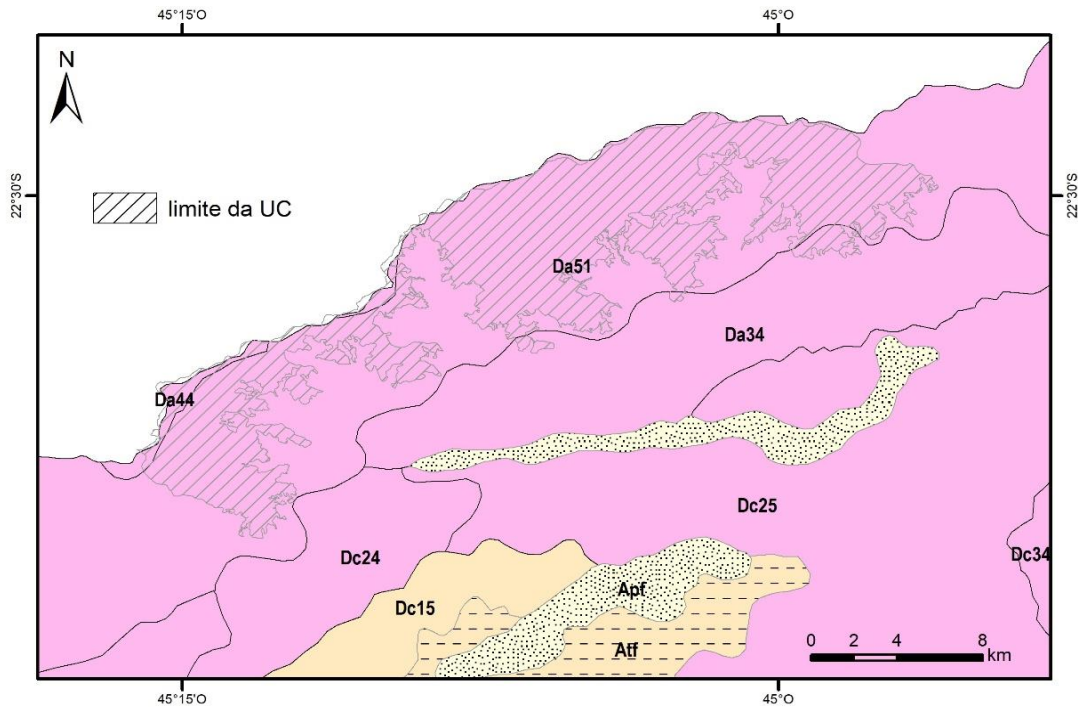 45°15'O
45°O
N
22°30'S
22°30'S
limite da UC
Da51
Da34
Da44
Dc25
Dc24
Dc34
Apf
Dc15
Atf
0 2 4 8
km
45°15'O
45°O